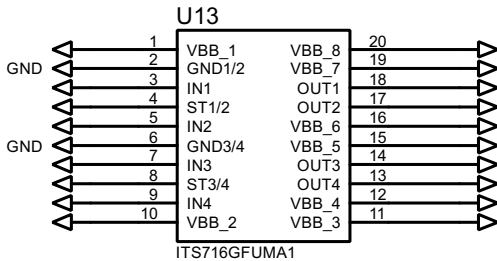 U13
1 VBB_1 VBB_8 20
GND 2 GND1/2 VBB_7 19
3 IN1 OUT1 18
4 ST1/2 OUT2 17
5 IN2 VBB_6 16
GND 6 GND3/4 VBB_5 15
7 IN3 OUT3 14
8 ST3/4 OUT4 13
9 IN4 VBB_4 12
10 VBB_2 VBB_3 11
ITS716GFUMA1